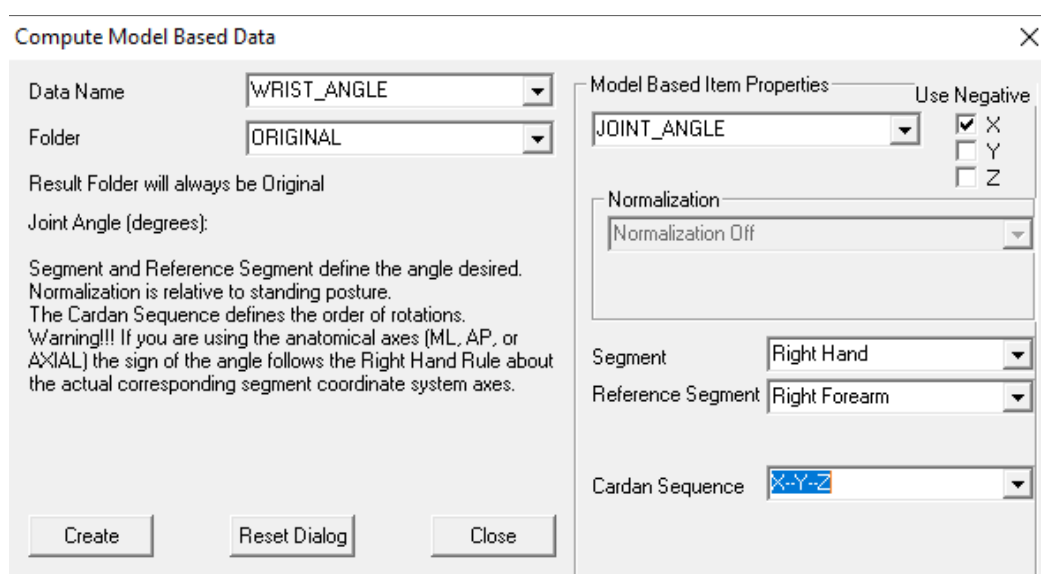 Compute Model Based Data
Data Name
WRIST_ANGLE
Folder
ORIGINAL
Result Folder will always be Original
Joint Angle (degrees):
Segment and Reference Segment define the angle desired.
Normalization is relative to standing posture.
The Cardan Sequence defines the order of rotations.
Warning!!! If you are using the anatomical axes (ML, AP, or
AXIAL) the sign of the angle follows the Right Hand Rule about
the actual corresponding segment coordinate system axes.
Create
Reset Dialog
Close
Model Based Item Properties
Use Negative
JOINT_ANGLE
X
Y
Z
Normalization
Normalization Off
Segment
Right Hand
Reference Segment
Right Forearm
Cardan Sequence
X--Y--Z